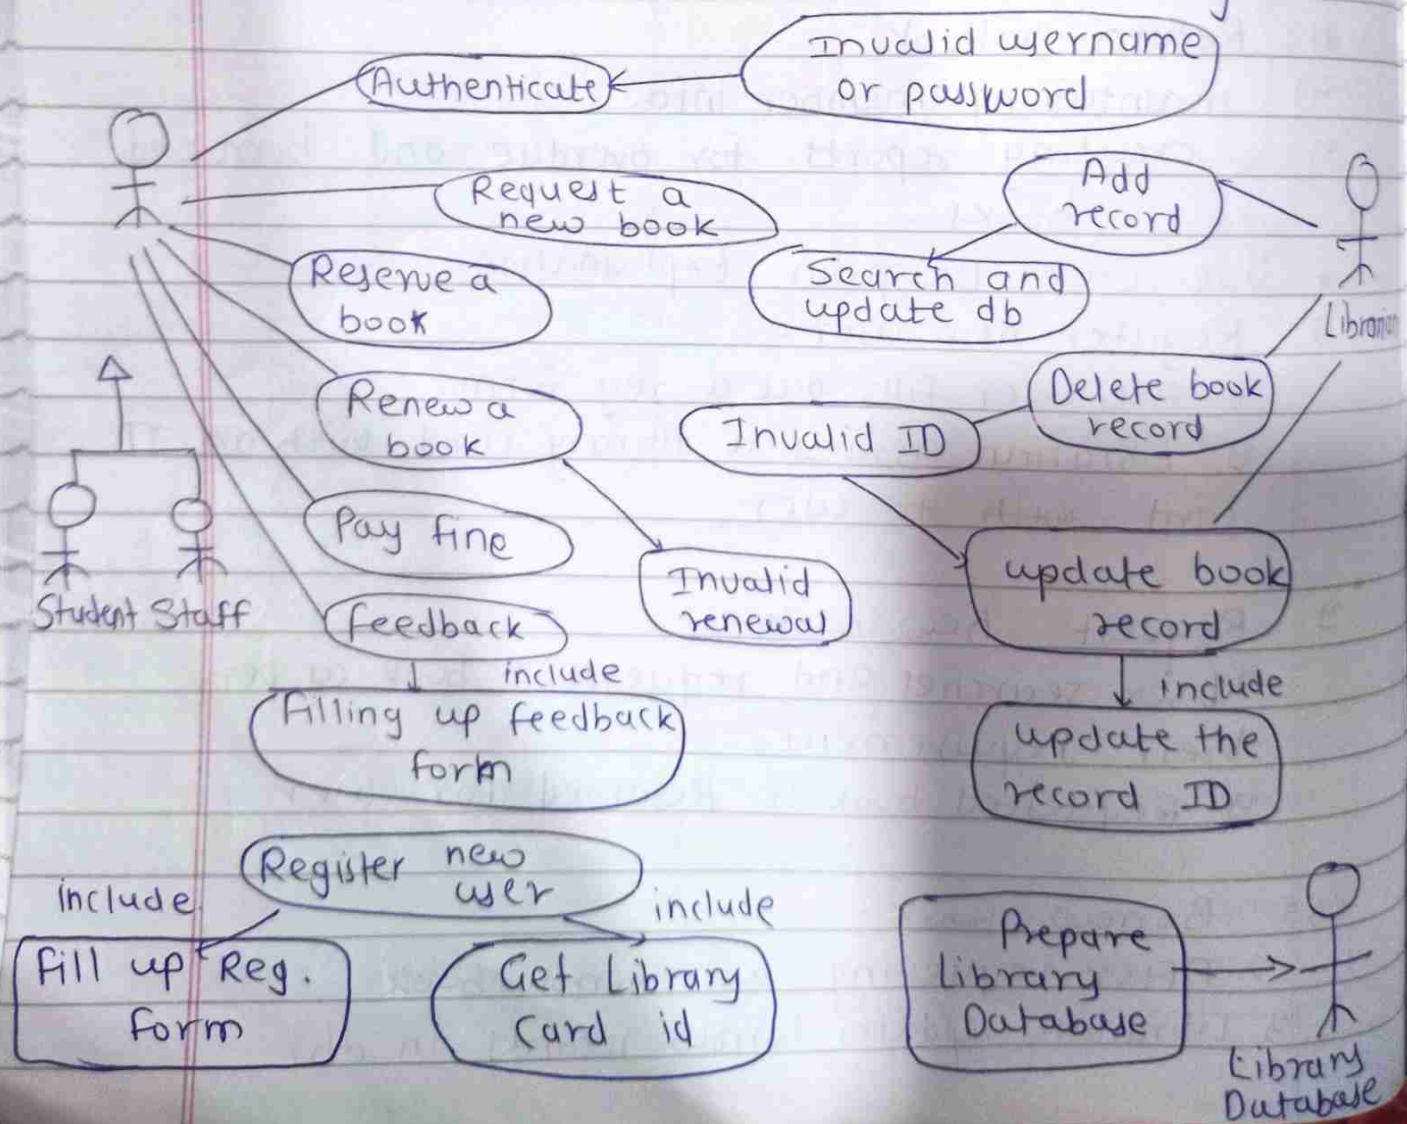 Invalid username
or password
Authenticate
Add
record
Request a
new book
Reserve a
book
Search and
update db
Librarian
Renew a
book
Delete book
record
Invalid ID
Pay fine
Invalid
renewal
update book
record
Student Staff
feedback
include
include
Filling up feedback
form
update the
record ID
Register new
user
include
include
Fill up Reg.
form
Get Library
Card id
Prepare
Library
Database
Library
Database